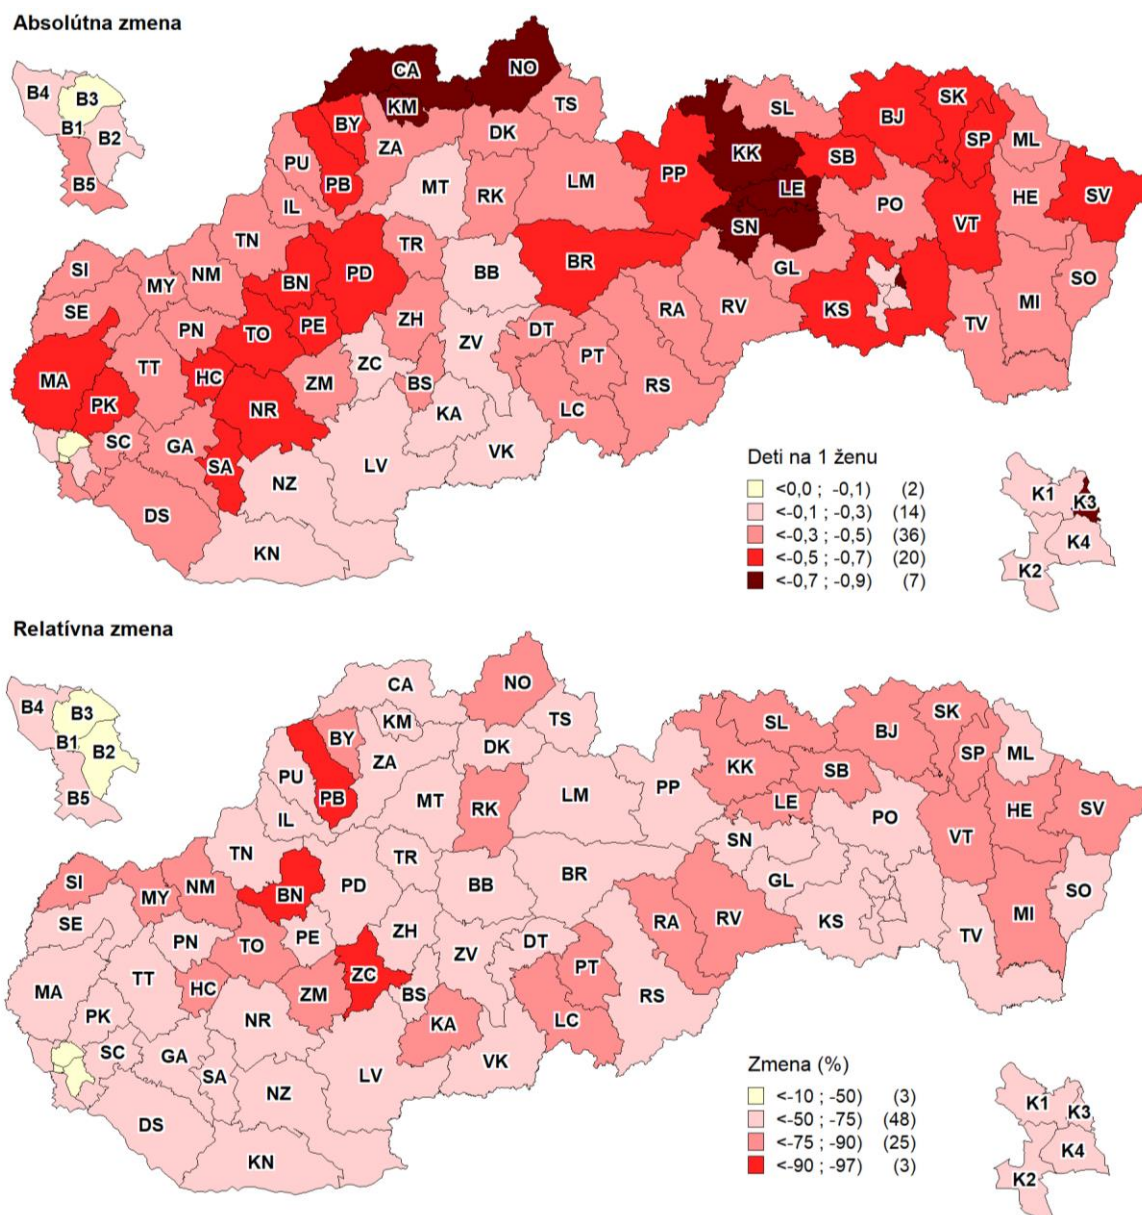 Absolútna zmena
B4
B3
B1
B2
B5
CA
NO
KM
TS
BY
DK
ZA
PU
PB
MT
RK
LM
IL
SL
BJ
SK
SP
ML
KK
SB
PP
LE
PO
HE
SV
VT
SN
TN
TR
BB
BR
GL
SO
SI
MY
NM
BN
PD
SE
PN
TO
PE
ZH
ZV
DT
RA
RV
KS
MI
TV
TT
HC
ZM
ZC
BS
PT
RS
MA
PK
NR
KA
LC
SC
GA
SA
NZ
LV
VK
DS
KN
Deti na 1 ženu
<0,0 ; -0,1) (2)
<-0,1 ; -0,3) (14)
<-0,3 ; -0,5) (36)
<-0,5 ; -0,7) (20)
<-0,7 ; -0,9) (7)
K1
K3
K4
K2
Relatívna zmena
B4
B3
B1
B2
B5
CA
NO
KM
TS
BY
DK
ZA
PU
PB
MT
RK
LM
IL
PP
SL
BJ
SK
SP
ML
KK
SB
LE
PO
HE
SV
VT
SN
TN
TR
BB
BR
GL
SO
SI
MY
NM
BN
PD
SE
PN
TO
PE
ZH
ZV
DT
RA
RV
KS
MI
TV
TT
HC
ZM
ZC
BS
PT
RS
MA
PK
NR
KA
LC
SC
GA
SA
NZ
LV
VK
DS
KN
Zmena (%)
<-10 ; -50) (3)
<-50 ; -75) (48)
<-75 ; -90) (25)
<-90 ; -97) (3)
K1
K3
K4
K2